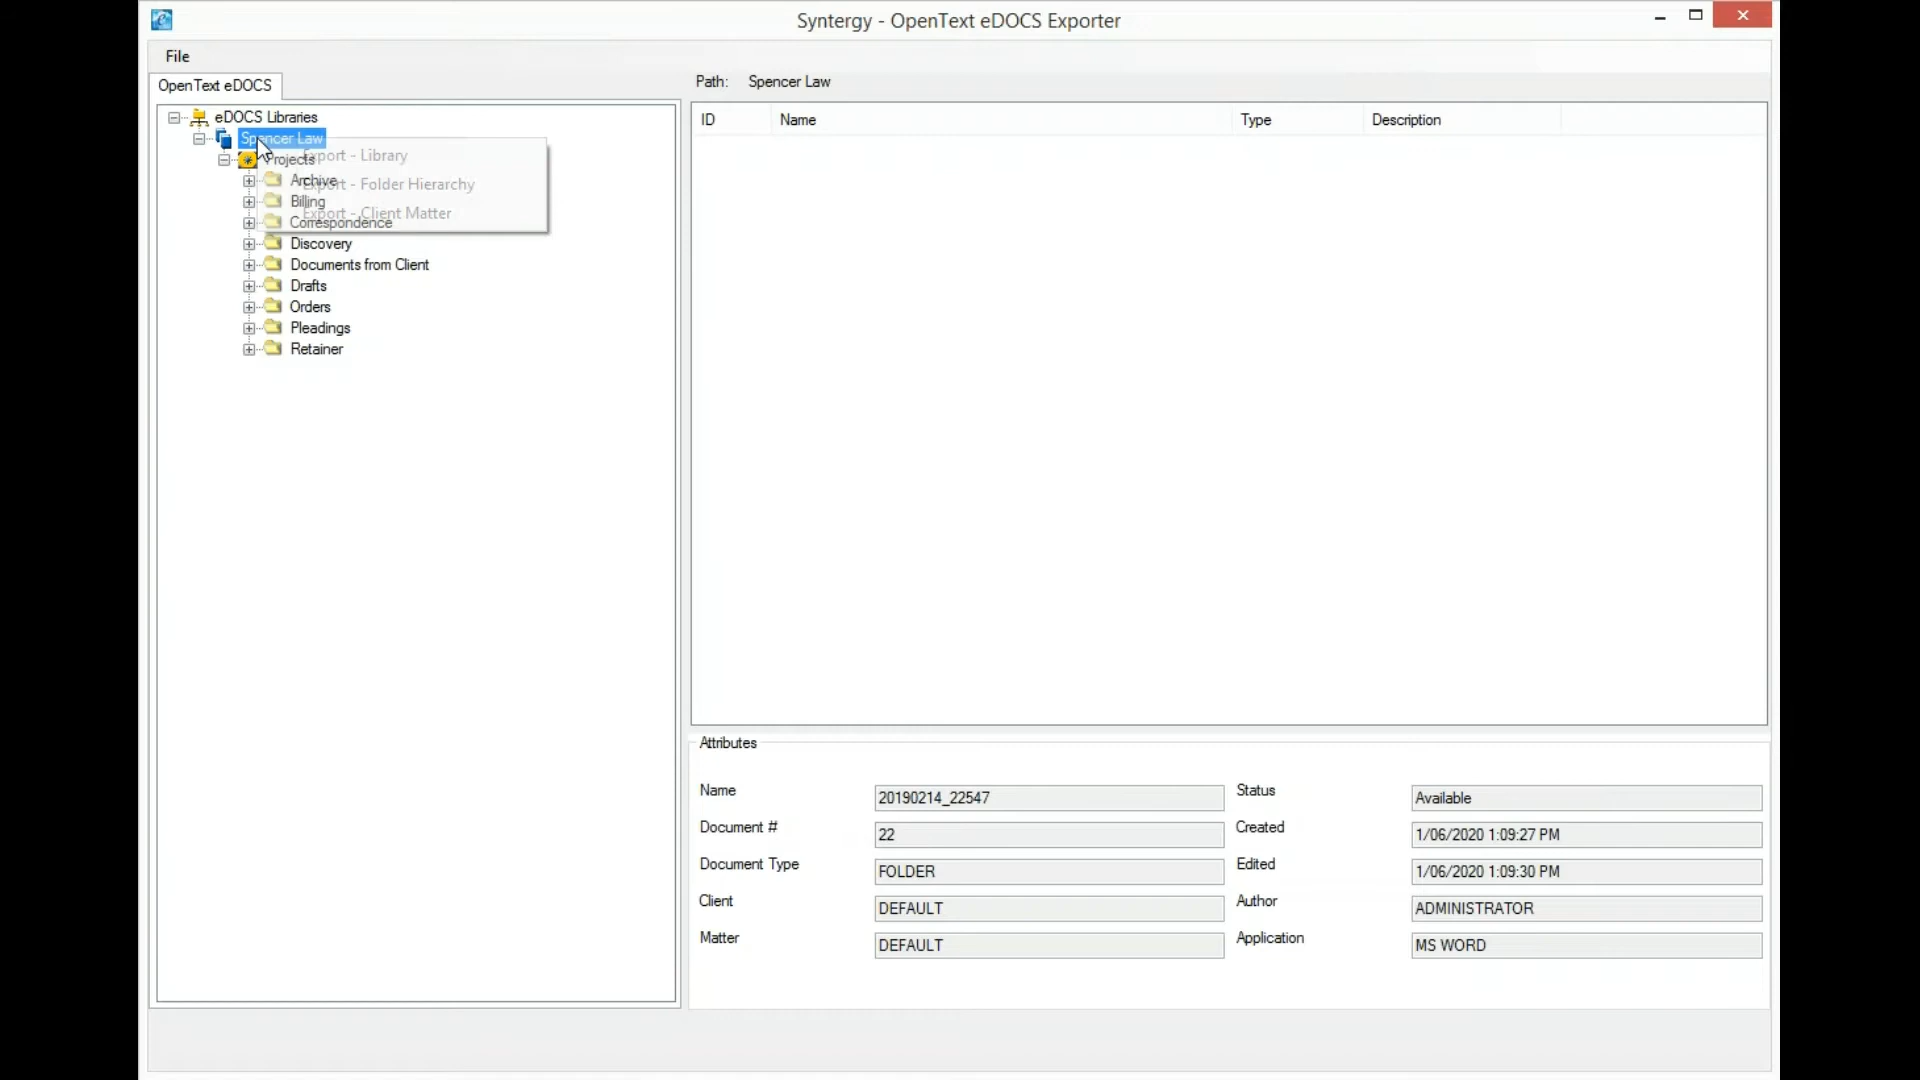 Syntergy - OpenText eDOCS Exporter
File
OpenText eDOCS
Path: Spencer Law
eDOCS Libraries
Spencer Law
Projects
Export - Library
Archive
Export - Folder Hierarchy
Billing
Export - Client Matter
Correspondence
Discovery
Documents from Client
Drafts
Orders
Pleadings
Retainer
ID Name Type Description
Attributes
Name 20190214_22547 Status Available
Document # 22 Created 1/06/2020 1:09:27 PM
Document Type FOLDER Edited 1/06/2020 1:09:30 PM
Client DEFAULT Author ADMINISTRATOR
Matter DEFAULT Application MS WORD